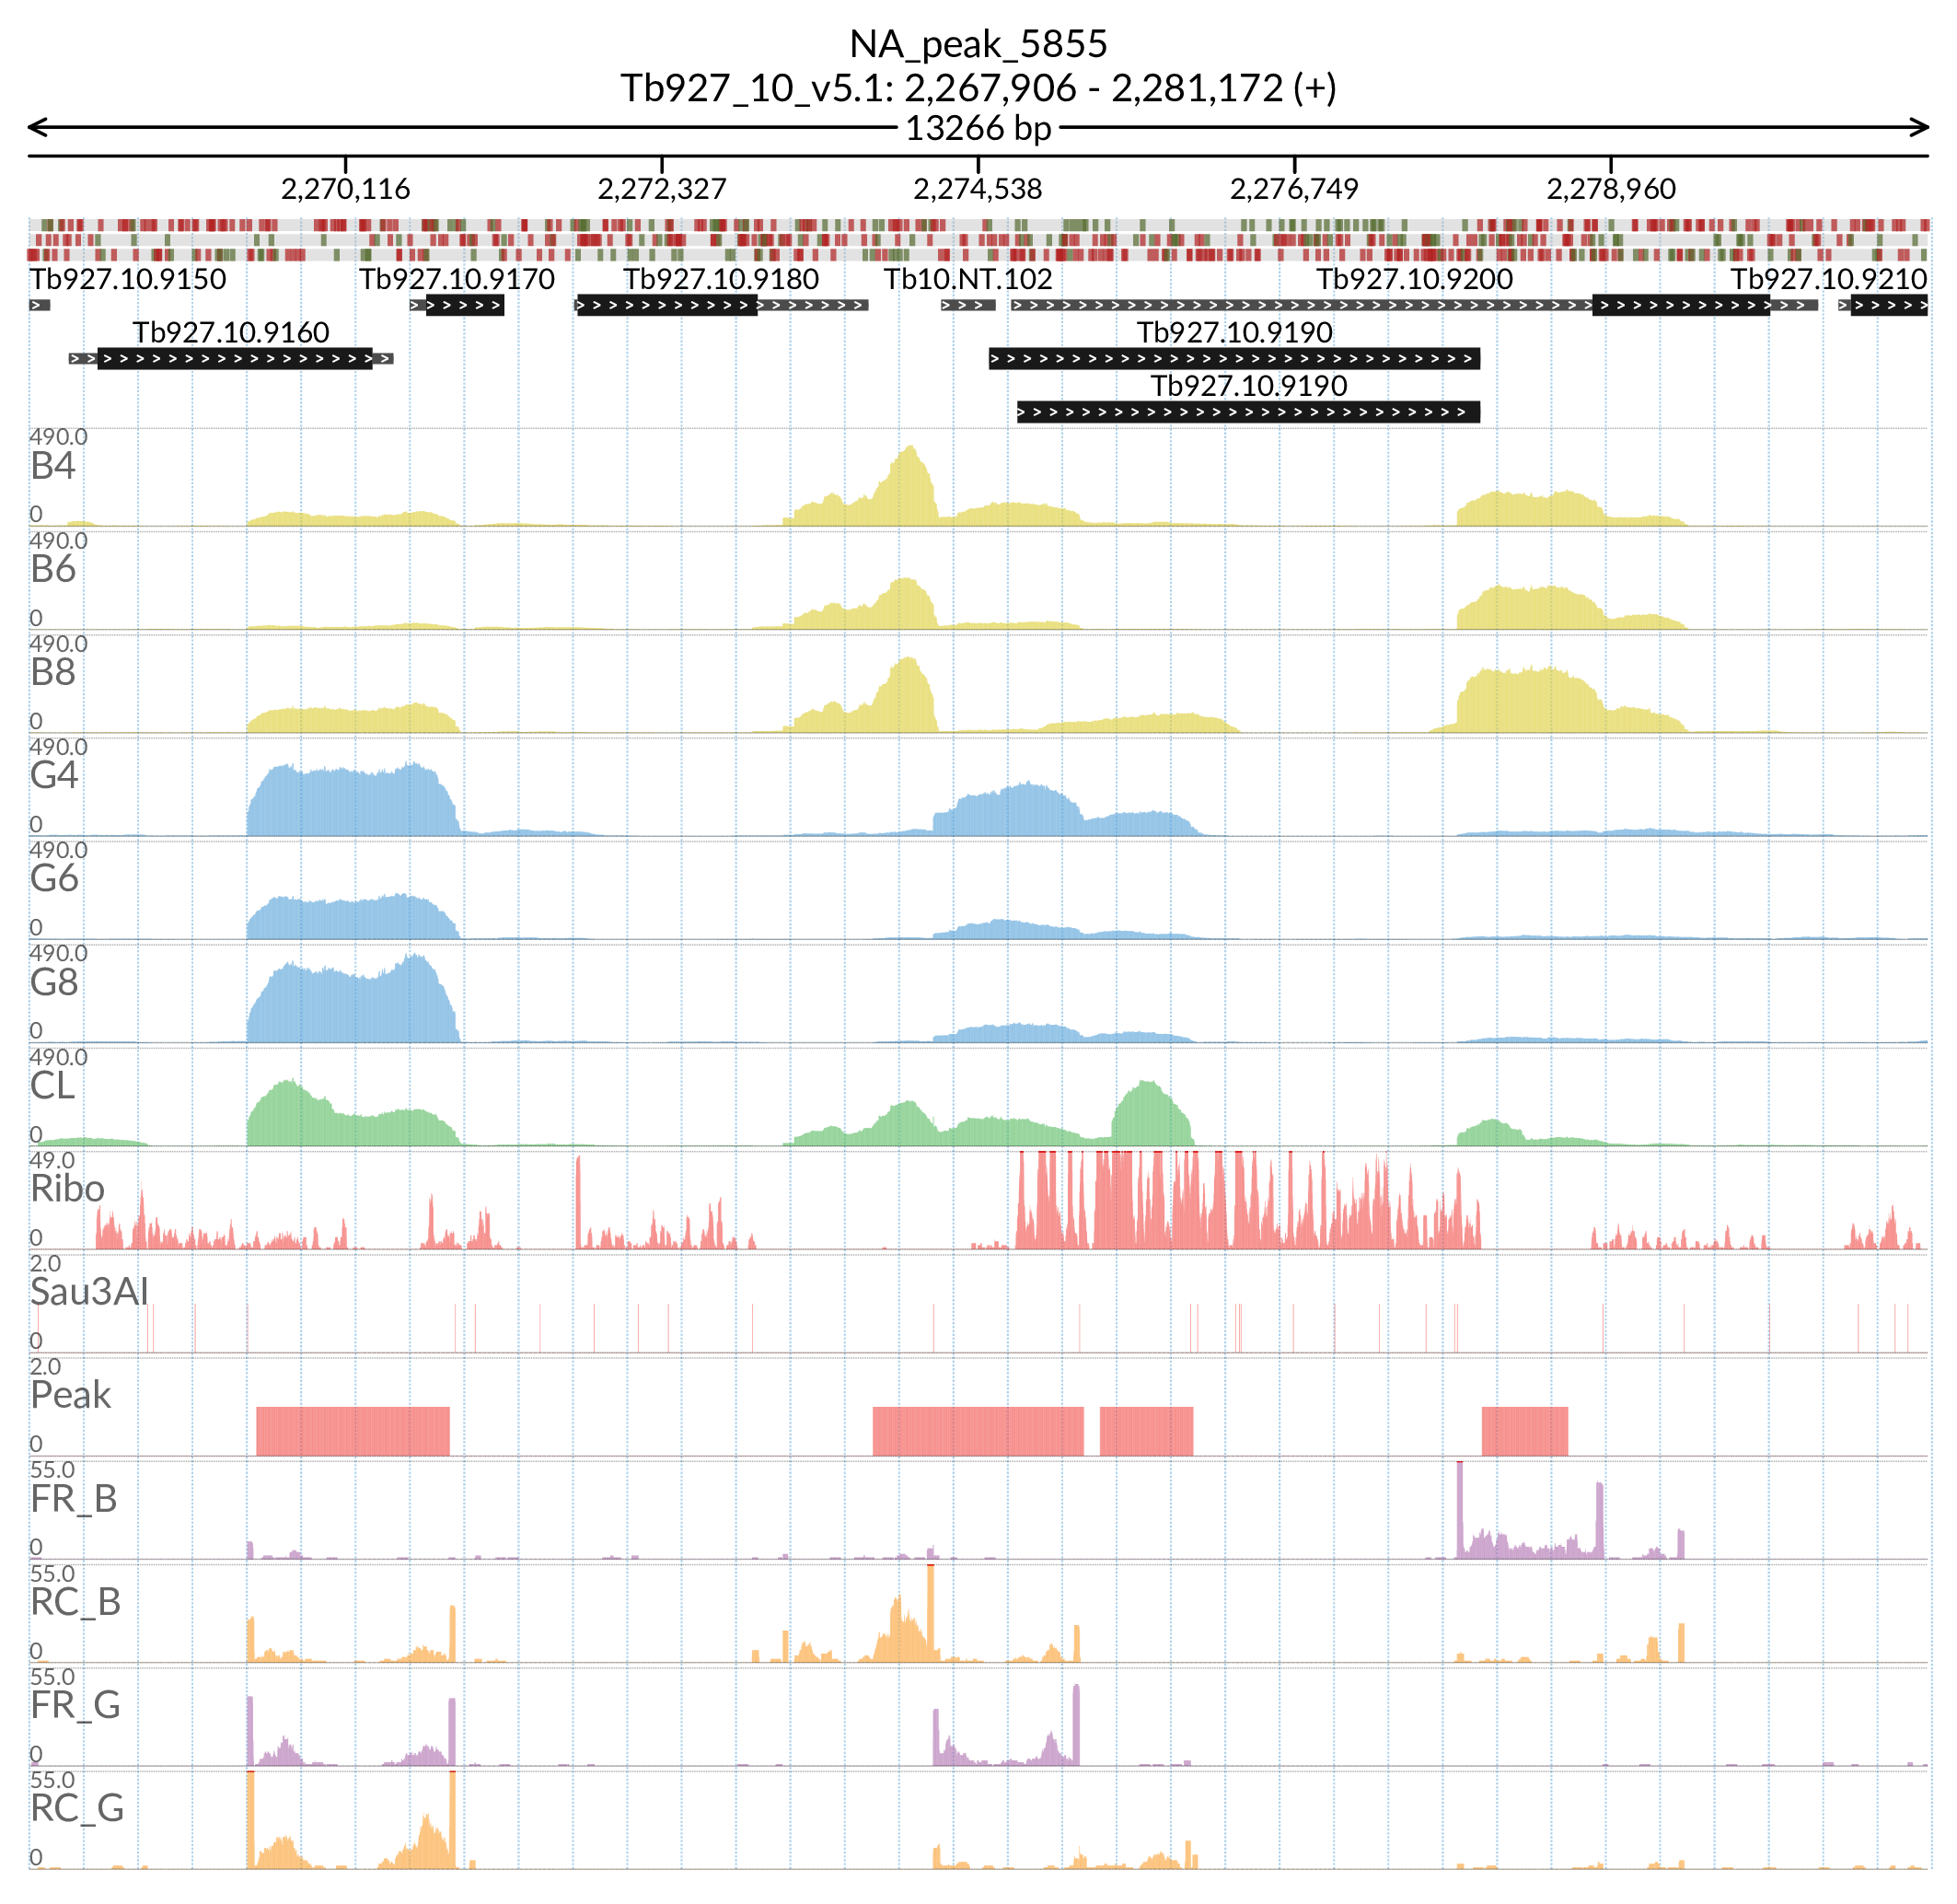 NA_peak_5855
Tb927_10_v5.1: 2,267,906 - 2,281,172 (+)
13266 bp
2,270,116 2,272,327 2,274,538 2,276,749 2,278,960
Tb927.10.9150 Tb927.10.9170 Tb927.10.9180 Tb10.NT.102 Tb927.10.9200 Tb927.10.9210
Tb927.10.9160 Tb927.10.9190
Tb927.10.9190
490.0
B4
0
490.0
B6
0
490.0
B8
0
490.0
G4
0
490.0
G6
0
490.0
G8
0
490.0
CL
0
49.0
Ribo
0
2.0
Sau3AI
0
2.0
Peak
0
55.0
FR_B
0
55.0
RC_B
0
55.0
FR_G
0
55.0
RC_G
0